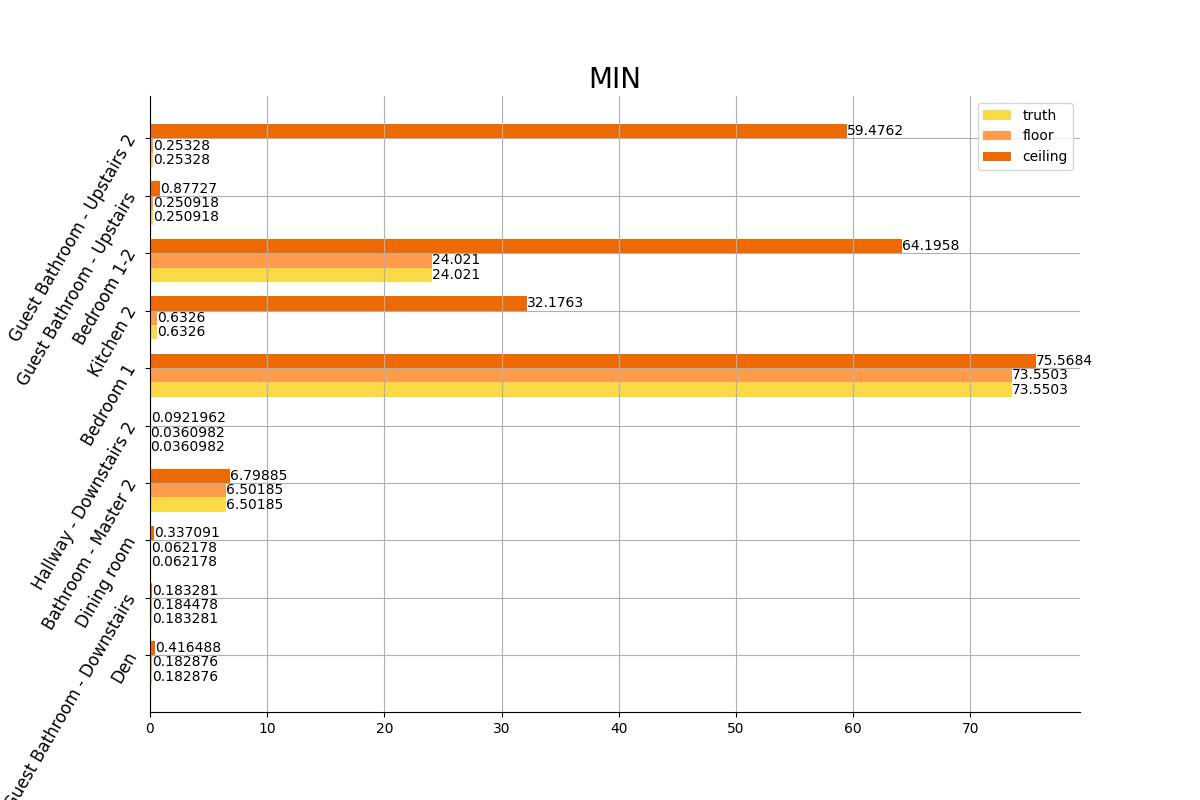 MIN
truth
floor
ceiling
Guest Bathroom - Upstairs 2
59.4762
0.25328
0.25328
Guest Bathroom - Upstairs
0.87727
0.250918
0.250918
Bedroom 1-2
64.1958
24.021
24.021
Kitchen 2
32.1763
0.6326
0.6326
Bedroom 1
75.5684
73.5503
73.5503
Hallway - Downstairs 2
0.0921962
0.0360982
0.0360982
Bathroom - Master 2
6.79885
6.50185
6.50185
Dining room
0.337091
0.062178
0.062178
Guest Bathroom - Downstairs
0.183281
0.184478
0.183281
Den
0.416488
0.182876
0.182876
0 10 20 30 40 50 60 70